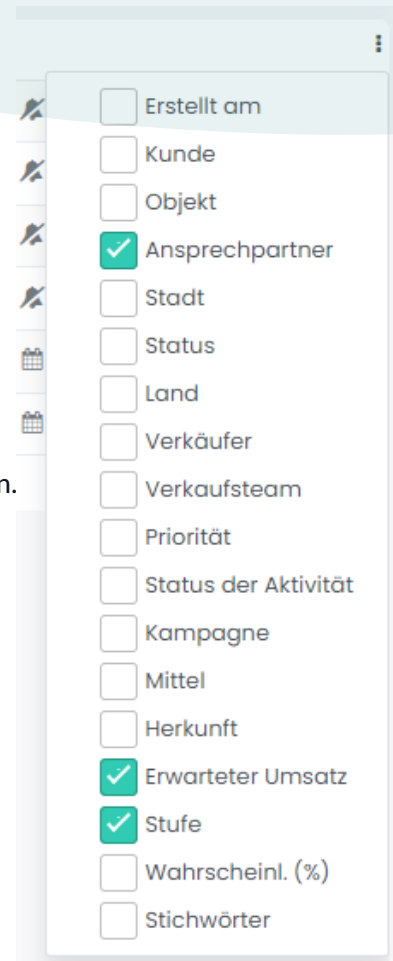 Erstellt am
Kunde
Objekt
Ansprechpartner
Stadt
Status
Land
Verkäufer
n.
Verkaufsteam
Priorität
Status der Aktivität
Kampagne
Mittel
Herkunft
Erwarteter Umsatz
Stufe
Wahrscheinl. (%)
Stichwörter